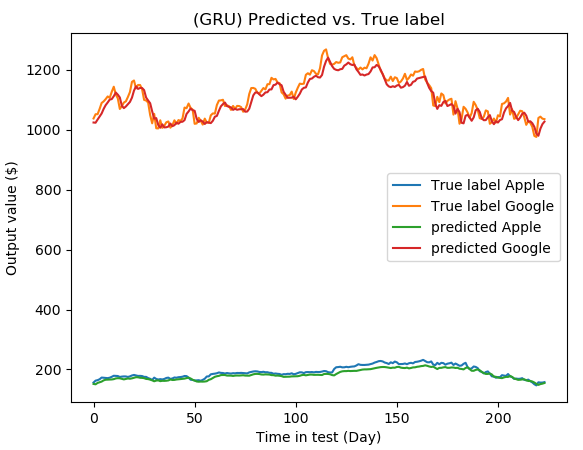 (GRU) Predicted vs. True label
Output value ($)
1200
1000
800
600
400
200
True label Apple
True label Google
predicted Apple
predicted Google
0 50 100 150 200
Time in test (Day)